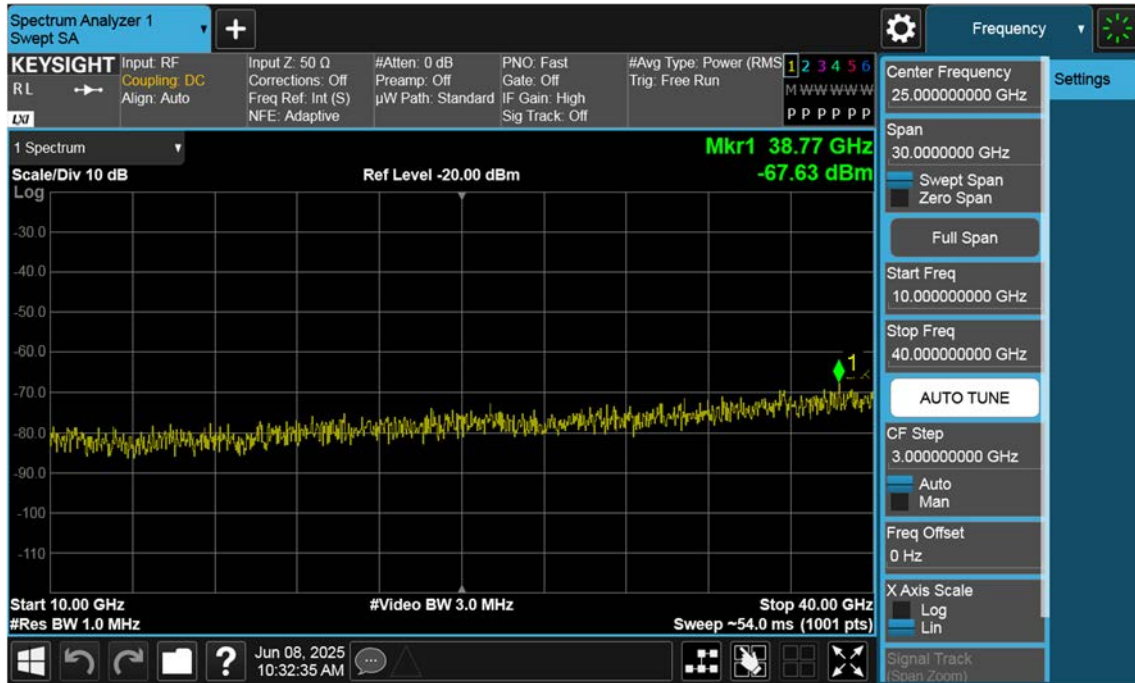 Spectrum Analyzer 1
Swept SA
+
Frequency
KEYSIGHT
RL
LXI
Input: RF
Coupling: DC
Align: Auto
Input Z: 50 Ω
Corrections: Off
Freq Ref: Int (S)
NFE: Adaptive
#Atten: 0 dB
Preamp: Off
µW Path: Standard
PNO: Fast
Gate: Off
IF Gain: High
Sig Track: Off
#Avg Type: Power (RMS
Trig: Free Run
1 2 3 4 5 6
M W W W W W
P P P P P P
1 Spectrum
Scale/Div 10 dB
Ref Level -20.00 dBm
Mkr1 38.77 GHz
-67.63 dBm
Log
-30.0
-40.0
-50.0
-60.0
-70.0
-80.0
-90.0
-100
-110
1
Start 10.00 GHz
#Res BW 1.0 MHz
#Video BW 3.0 MHz
Stop 40.00 GHz
Sweep ~54.0 ms (1001 pts)
Center Frequency
25.000000000 GHz
Settings
Span
30.0000000 GHz
Swept Span
Zero Span
Full Span
Start Freq
10.000000000 GHz
Stop Freq
40.000000000 GHz
AUTO TUNE
CF Step
3.000000000 GHz
Auto
Man
Freq Offset
0 Hz
X Axis Scale
Log
Lin
Signal Track
(Span Zoom)
?
Jun 08, 2025
10:32:35 AM